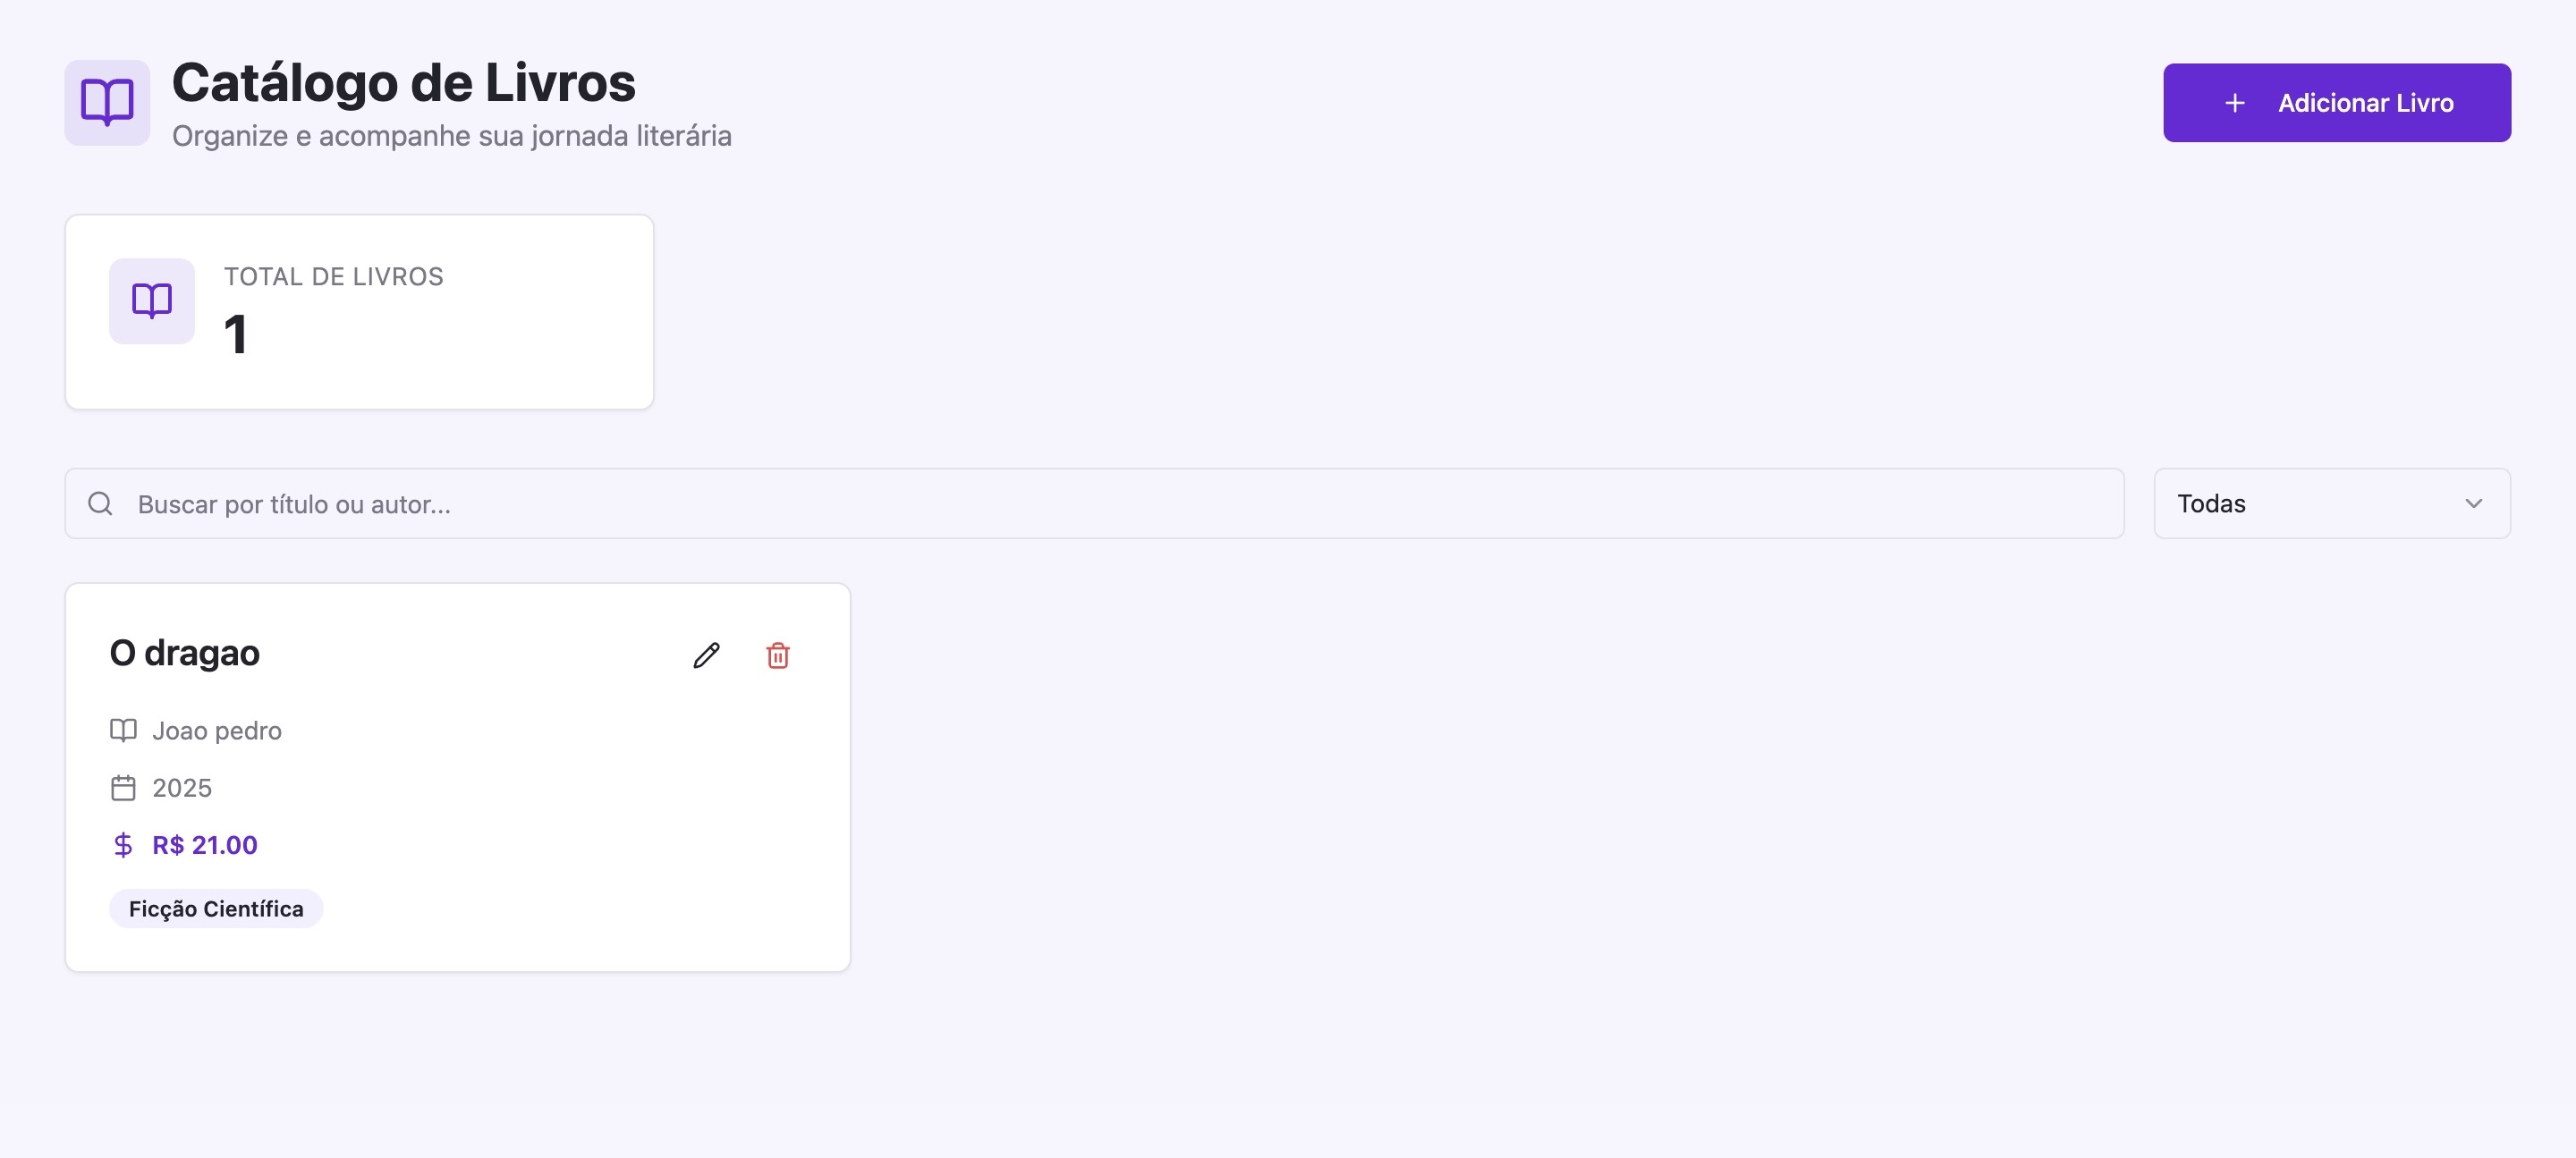 Catálogo de Livros
Organize e acompanhe sua jornada literária
Adicionar Livro
TOTAL DE LIVROS
1
Buscar por título ou autor...
Todas
O dragao
Joao pedro
2025
R$ 21.00
Ficção Científica